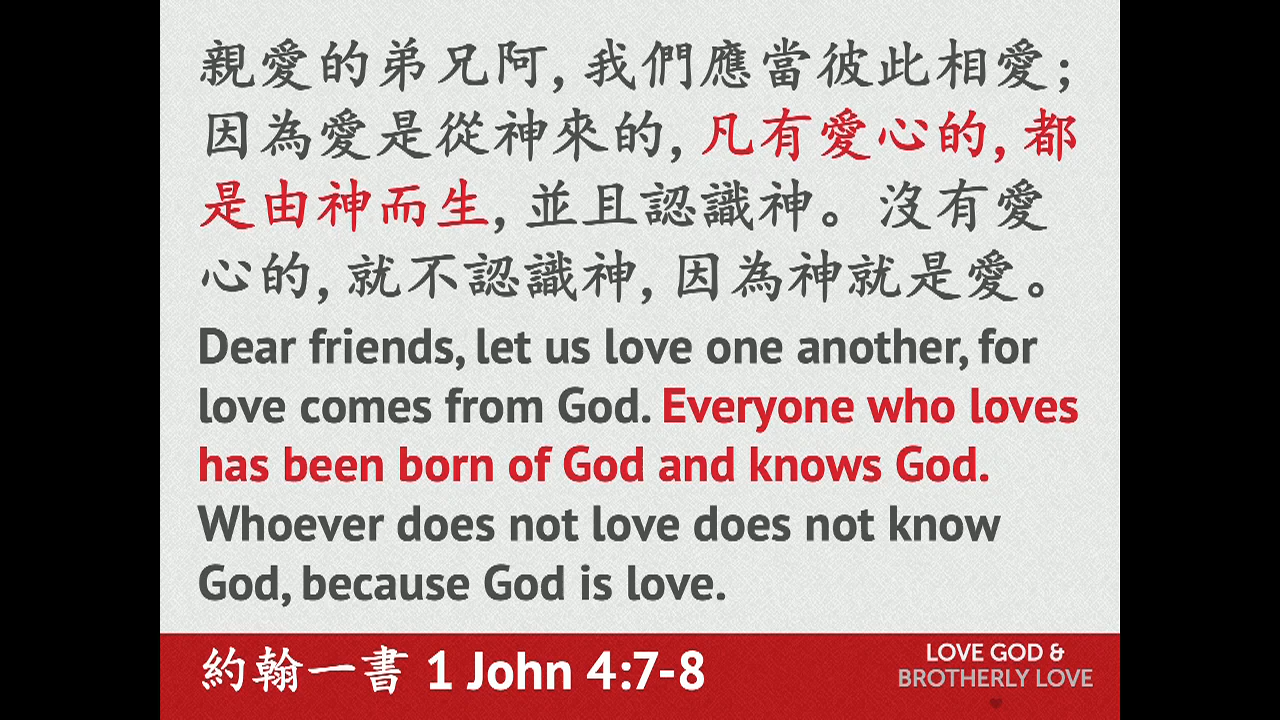 親愛的弟兄阿, 我們應當彼此相愛;
因為愛是從神來的, 凡有愛心的, 都
是由神而生, 並且認識神。沒有愛
心的, 就不認識神, 因為神就是愛。
Dear friends, let us love one another, for
love comes from God. Everyone who loves
has been born of God and knows God.
Whoever does not love does not know
God, because God is love.
約翰一書 1 John 4:7-8
LOVE GOD &
BROTHERLY LOVE